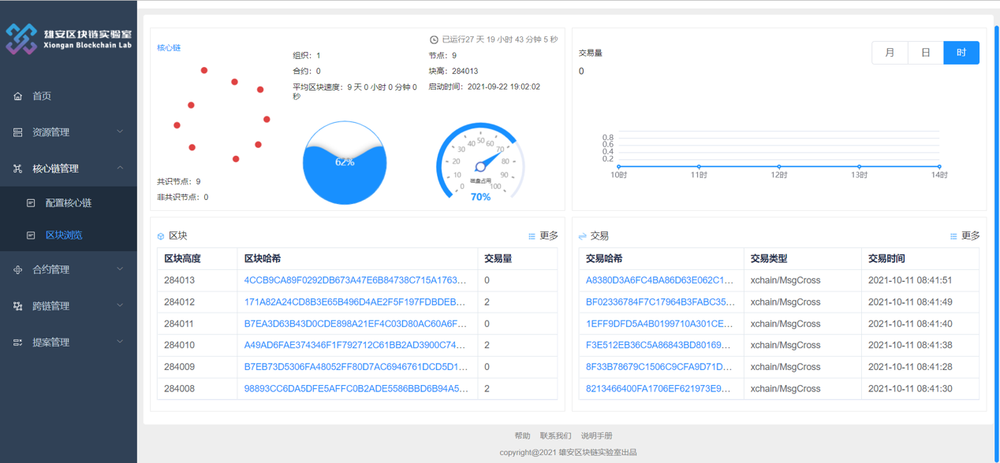 雄安区块链实验室
Xiongan Blockchain Lab
首页
资源管理
核心链管理
配置核心链
区块浏览
合约管理
跨链管理
提案管理
核心链
已运行27 天 19 小时 43 分钟 5 秒
组织：1
节点：9
合约：0
块高：284013
平均区块速度：9 天 0 小时 0 分钟 0
秒
启动时间：2021-09-22 19:02:02
共识节点：9
非共识节点：0
62%
0
10
20
30
40
50
60
70
80
90
100
磁盘占用
70%
交易量
0
月
日
时
0.8
0.6
0.4
0.2
10时
11时
12时
13时
14时
区块
更多
区块高度 区块哈希 交易量
284013 4CCB9CA89F0292DB673A47E6B84738C715A1763... 0
284012 171A82A24CD8B3E65B496D4AE2F5F197FDBDEB... 2
284011 B7EA3D63B43D0CDE898A21EF4C03D80AC60A6F... 0
284010 A49AD6FAE374346F1F792712C61BB2AD3900C74... 2
284009 B7EB73D5306FA48052FF80D7AC6946761DCD5D1... 0
284008 98893CC6DA5DFE5AFFC0B2ADE5586BBD6B94A5... 2
交易
更多
交易哈希 交易类型 交易时间
A8380D3A6FC4BA86D63E062C1... xchain/MsgCross 2021-10-11 08:41:51
BF02336784F7C17964B3FABC35... xchain/MsgCross 2021-10-11 08:41:49
1EFF9DFD5A4B0199710A301CE... xchain/MsgCross 2021-10-11 08:41:40
F3E512EB36C5A86843BD80169... xchain/MsgCross 2021-10-11 08:41:38
8F33B78679C1506C9CFA9D71D... xchain/MsgCross 2021-10-11 08:41:28
8213466400FA1706EF621973E9... xchain/MsgCross 2021-10-11 08:41:30
帮助 联系我们 说明手册
copyright@2021 雄安区块链实验室出品